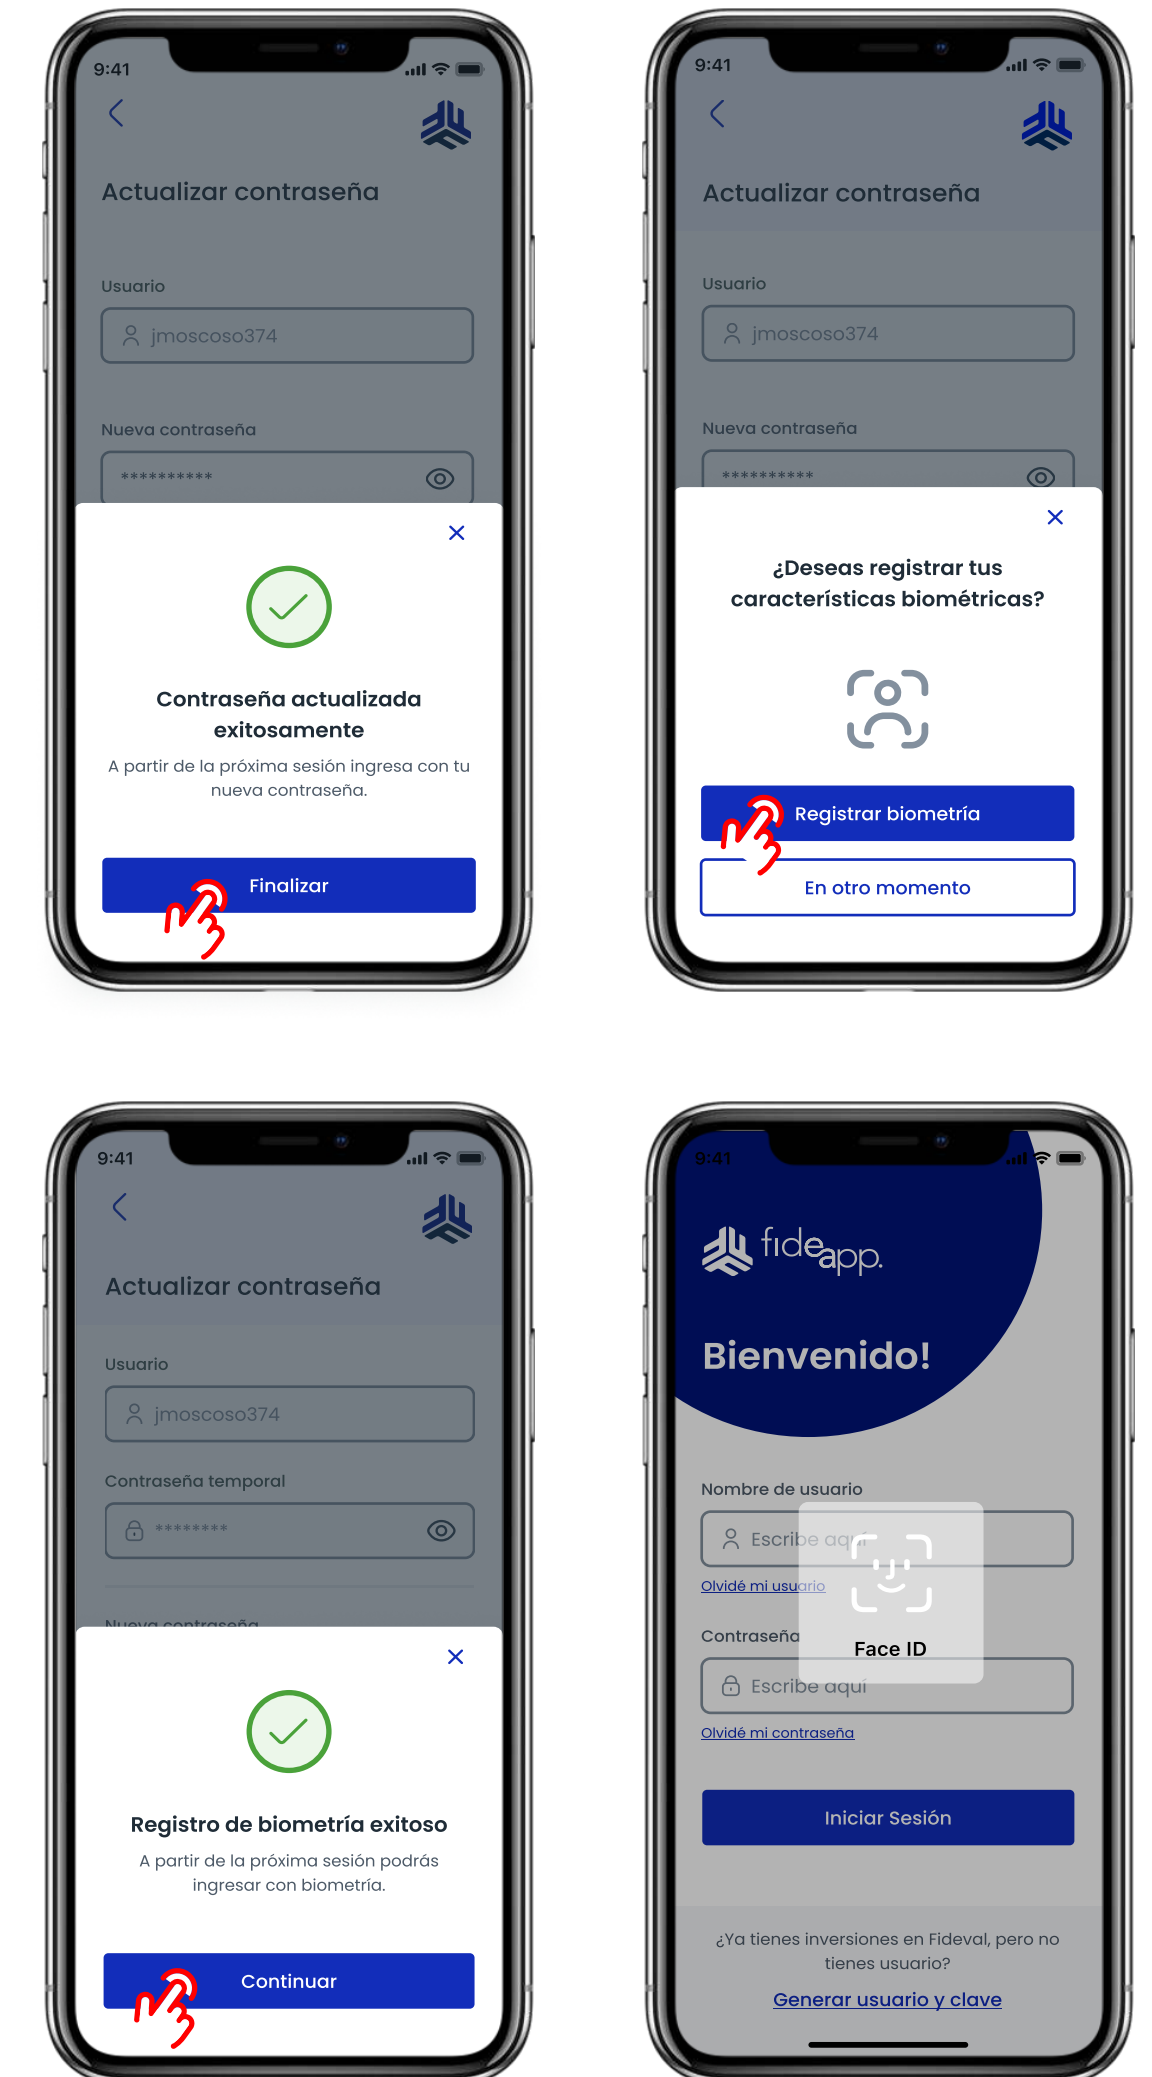 9:41
Actualizar contraseña
Usuario
jmoscoso374
Nueva contraseña
**********
Contraseña actualizada
exitosamente
A partir de la próxima sesión ingresa con tu
nueva contraseña.
Finalizar
9:41
Actualizar contraseña
Usuario
jmoscoso374
Nueva contraseña
**********
¿Deseas registrar tus
características biométricas?
Registrar biometría
En otro momento
9:41
Actualizar contraseña
Usuario
jmoscoso374
Contraseña temporal
********
Nueva contraseña
Registro de biometría exitoso
A partir de la próxima sesión podrás
ingresar con biometría.
Continuar
9:41
fideapp.
Bienvenido!
Nombre de usuario
Escribe aquí
Olvidé mi usuario
Contraseña
Face ID
Escribe aquí
Olvidé mi contraseña
Iniciar Sesión
¿Ya tienes inversiones en Fideval, pero no
tienes usuario?
Generar usuario y clave